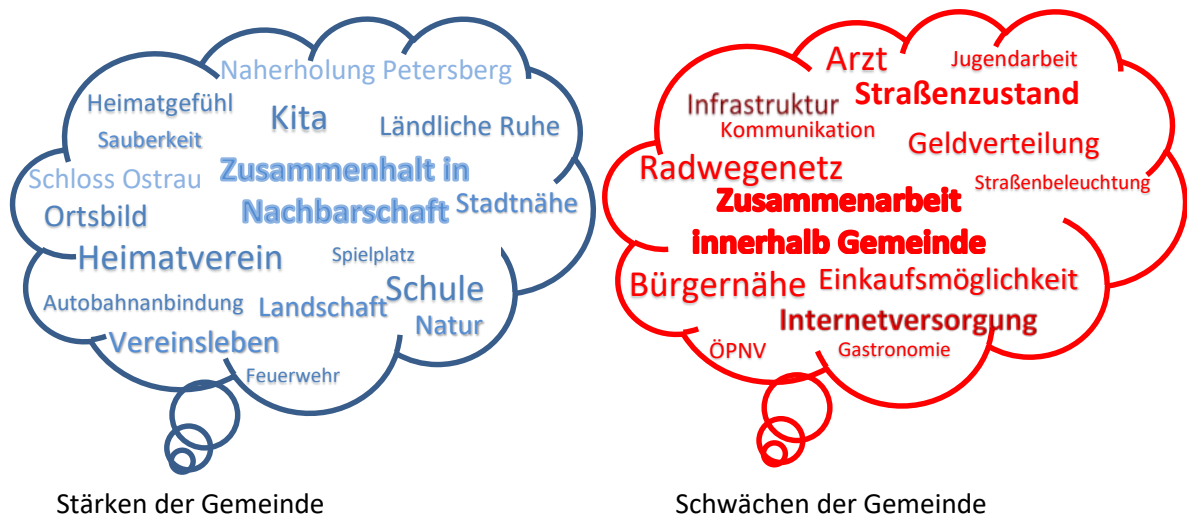 Naherholung Petersberg
Heimatgefühl
Kita
Ländliche Ruhe
Sauberkeit
Zusammenhalt in
Schloss Ostrau
Nachbarschaft
Stadtnähe
Ortsbild
Heimatverein
Spielplatz
Autobahnanbindung
Landschaft
Schule
Natur
Vereinsleben
Feuerwehr
Stärken der Gemeinde
Arzt
Jugendarbeit
Infrastruktur
Straßenzustand
Kommunikation
Geldverteilung
Radwegenetz
Straßenbeleuchtung
Zusammenarbeit
innerhalb Gemeinde
Bürgernähe
Einkaufsmöglichkeit
Internetversorgung
ÖPNV
Gastronomie
Schwächen der Gemeinde